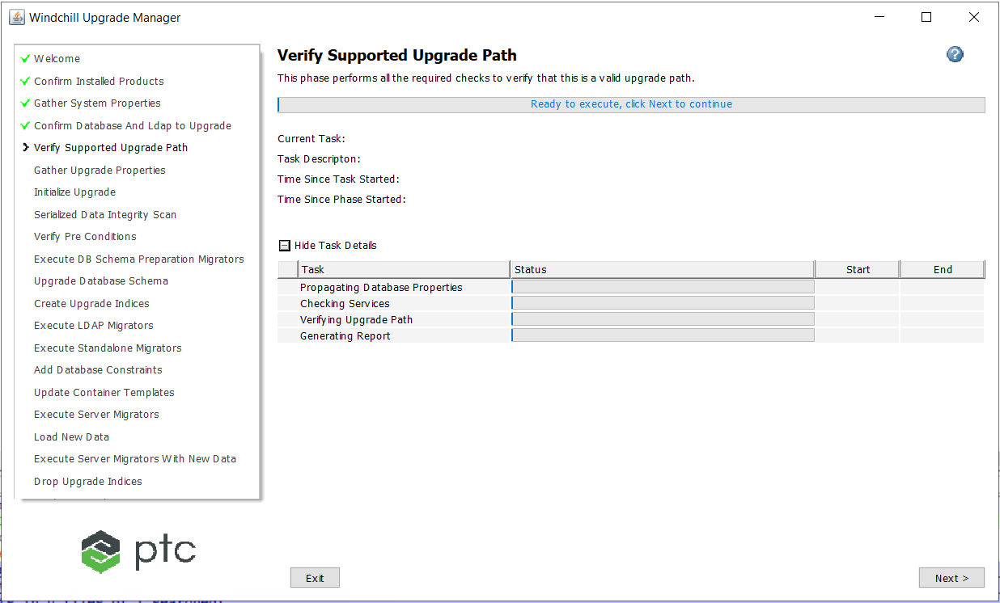 Windchill Upgrade Manager
Welcome
Confirm Installed Products
Gather System Properties
Confirm Database And Ldap to Upgrade
Verify Supported Upgrade Path
Gather Upgrade Properties
Initialize Upgrade
Serialized Data Integrity Scan
Verify Pre Conditions
Execute DB Schema Preparation Migrators
Upgrade Database Schema
Create Upgrade Indices
Execute LDAP Migrators
Execute Standalone Migrators
Add Database Constraints
Update Container Templates
Execute Server Migrators
Load New Data
Execute Server Migrators With New Data
Drop Upgrade Indices
ptc
Verify Supported Upgrade Path
?
This phase performs all the required checks to verify that this is a valid upgrade path.
Ready to execute, click Next to continue
Current Task:
Task Descripton:
Time Since Task Started:
Time Since Phase Started:
Hide Task Details
Task Status Start End
Propagating Database Properties
Checking Services
Verifying Upgrade Path
Generating Report
Exit Next >